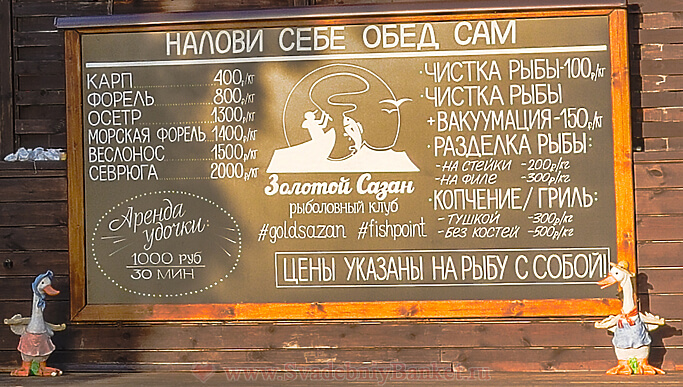 НАЛОВИ СЕБЕ ОБЕД САМ
КАРП 400р/кг
ФОРЕЛЬ 800р/кг
ОСЕТР 1300р/кг
МОРСКАЯ ФОРЕЛЬ 1400р/кг
ВЕСЛОНОС 1500р/кг
СЕВРЮГА 2000р/кг
Аренда
удочки:
1000 РУБ
30 МИН
Золотой Сазан
РЫБОЛОВНЫЙ КЛУБ
#goldsazan #fishpoint
·ЧИСТКА РЫБЫ-100р/кг
·ЧИСТКА РЫБЫ
+ ВАКУУМАЦИЯ-150р/кг
·РАЗДЕЛКА РЫБЫ:
-НА СТЕЙКИ -200р/кг
-НА ФИЛЕ -300р/кг
·КОПЧЕНИЕ/ГРИЛЬ:
-ТУШКОЙ -300р/кг
-БЕЗ КОСТЕЙ -500р/кг
ЦЕНЫ УКАЗАНЫ НА РЫБУ С СОБОЙ!
www.SvadebnyyBanket.ru